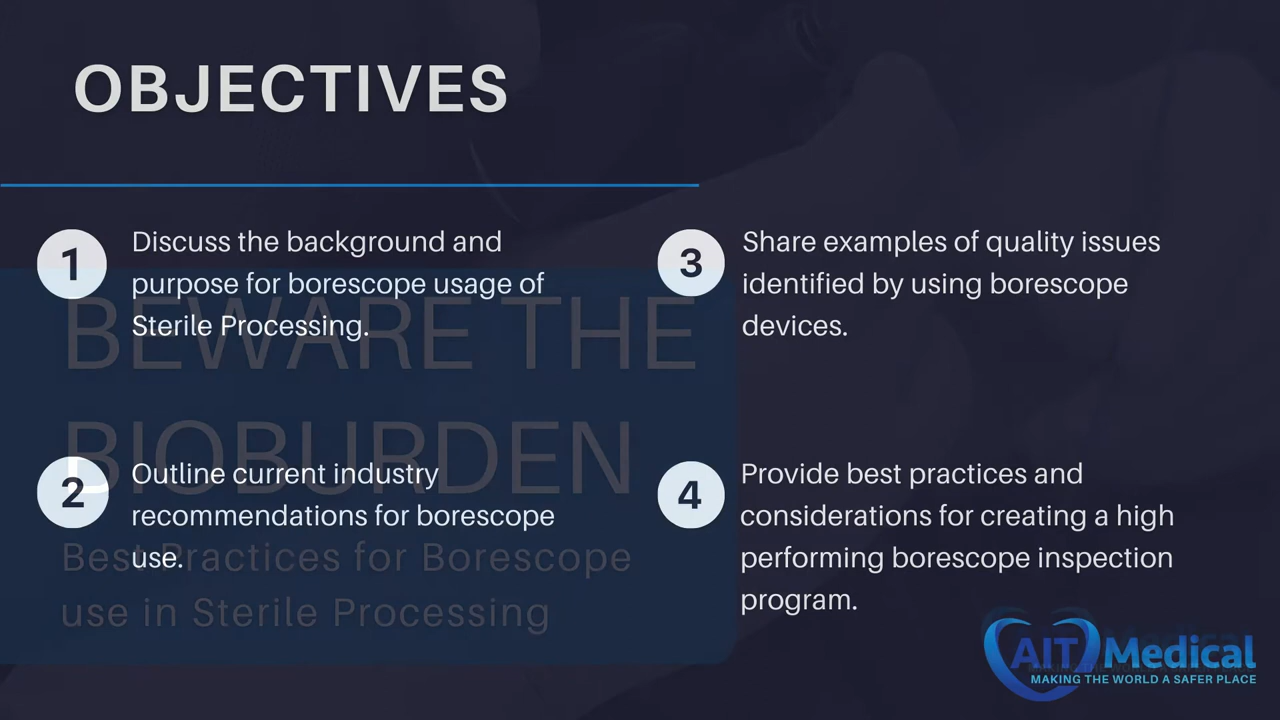 OBJECTIVES
1
Discuss the background and
purpose for borescope usage of
Sterile Processing.
2
Outline current industry
recommendations for borescope
use.
3
Share examples of quality issues
identified by using borescope
devices.
4
Provide best practices and
considerations for creating a high
performing borescope inspection
program.
BEWARE THE
BIOBURDEN
Best Practices for Borescope
use in Sterile Processing
AIT Medical
MAKING THE WORLD A SAFER PLACE